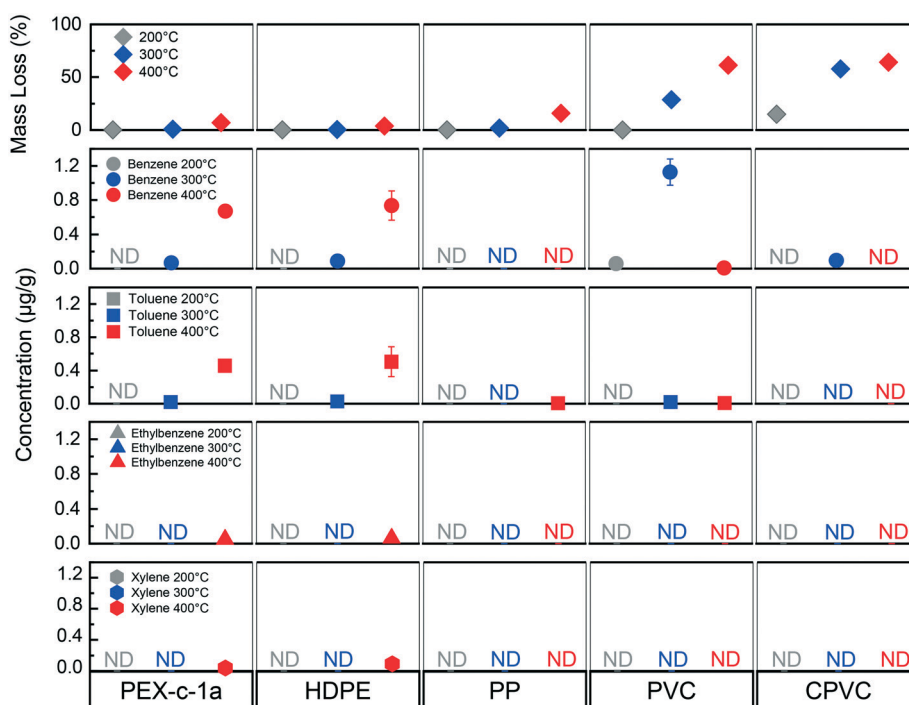 Mass Loss (%)
100
50
0
200°C
300°C
400°C
Concentration (µg/g)
1.2
0.8
0.4
0.0
Benzene 200°C
Benzene 300°C
Benzene 400°C
ND ND ND ND ND ND ND
1.2
0.8
0.4
0.0
Toluene 200°C
Toluene 300°C
Toluene 400°C
ND ND ND ND ND ND ND ND
1.2
0.8
0.4
0.0
Ethylbenzene 200°C
Ethylbenzene 300°C
Ethylbenzene 400°C
ND ND ND ND ND ND ND ND ND ND ND ND ND
1.2
0.8
0.4
0.0
Xylene 200°C
Xylene 300°C
Xylene 400°C
ND ND ND ND ND ND ND ND ND ND ND ND ND
PEX-c-1a HDPE PP PVC CPVC